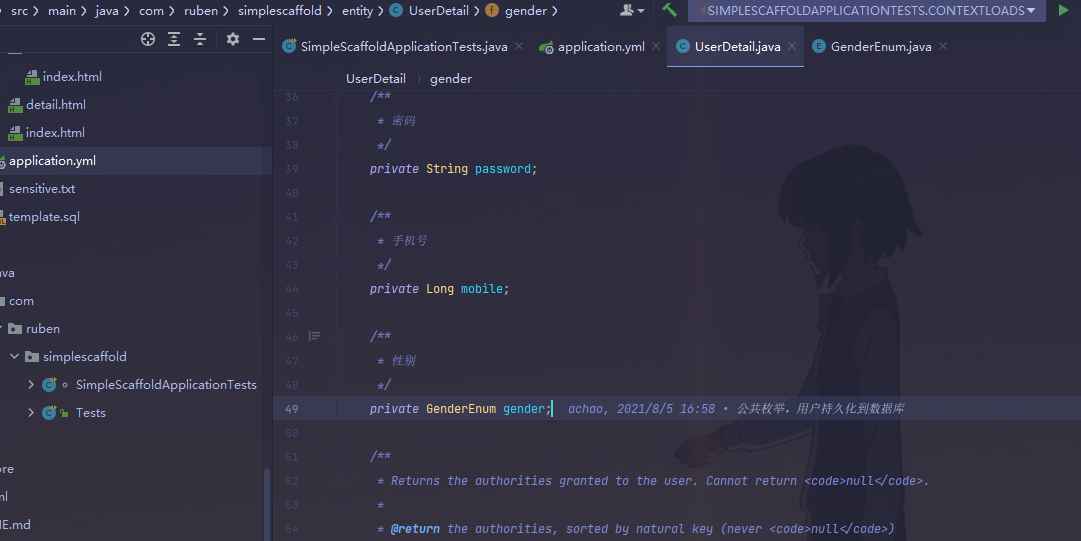 src main java com ruben simplescaffold entity UserDetail gender
SIMPLESCAFFOLDAPPLICATIONTESTS.CONTEXTLOADS
SimpleScaffoldApplicationTests.java application.yml UserDetail.java GenderEnum.java
UserDetail gender
index.html
detail.html
index.html
application.yml
sensitive.txt
template.sql
com
ruben
simplescaffold
SimpleScaffoldApplicationTests
Tests
36 /**
37 * 密码
38 */
39 private String password;
40
41 /**
42 * 手机号
43 */
44 private Long mobile;
45
46 /**
47 * 性别
48 */
49 private GenderEnum gender; achao, 2021/8/5 16:58 · 公共枚举，用户持久化到数据库
50
51 /**
52 * Returns the authorities granted to the user. Cannot return <code>null</code>.
53 *
54 * @return the authorities, sorted by natural key (never <code>null</code>)